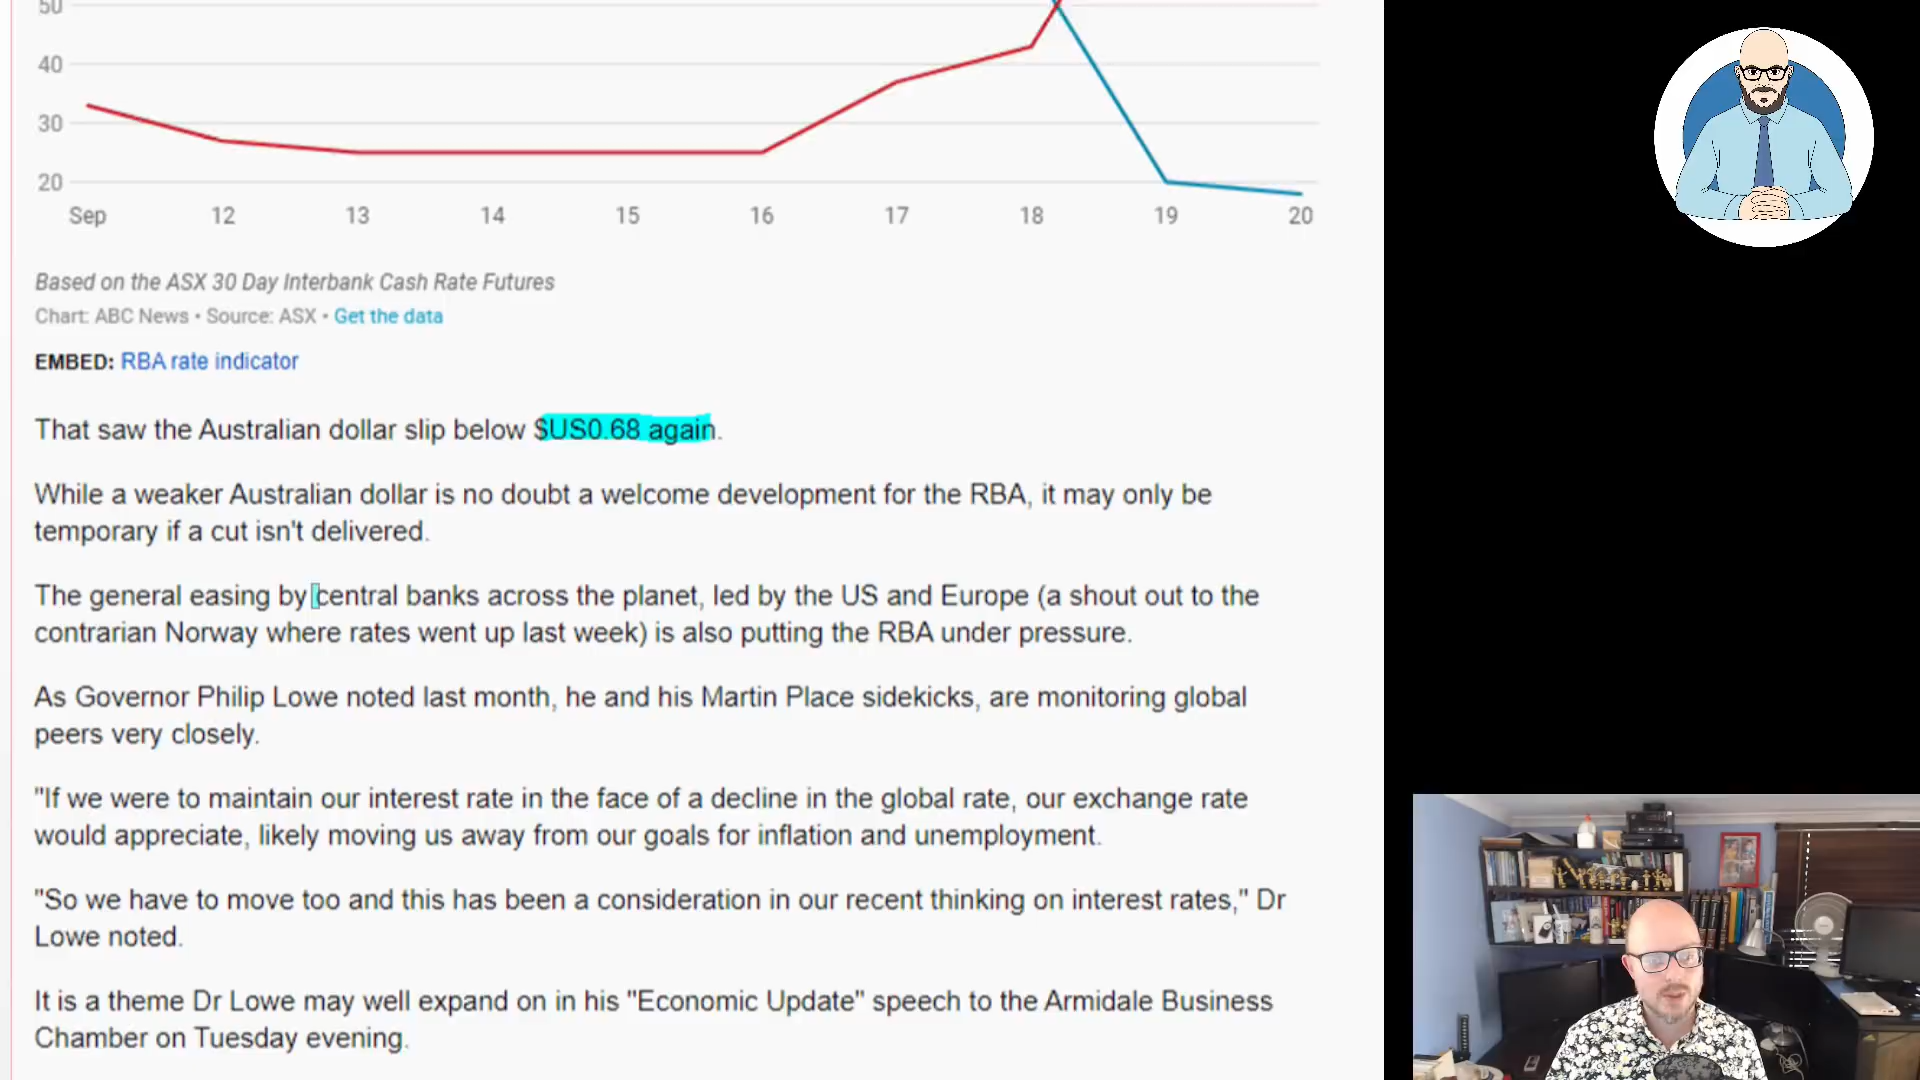 50
40
30
20
Sep 12 13 14 15 16 17 18 19 20
Based on the ASX 30 Day Interbank Cash Rate Futures
Chart: ABC News • Source: ASX • Get the data
EMBED: RBA rate indicator
That saw the Australian dollar slip below $US0.68 again.
While a weaker Australian dollar is no doubt a welcome development for the RBA, it may only be
temporary if a cut isn't delivered.
The general easing by central banks across the planet, led by the US and Europe (a shout out to the
contrarian Norway where rates went up last week) is also putting the RBA under pressure.
As Governor Philip Lowe noted last month, he and his Martin Place sidekicks, are monitoring global
peers very closely.
"If we were to maintain our interest rate in the face of a decline in the global rate, our exchange rate
would appreciate, likely moving us away from our goals for inflation and unemployment.
"So we have to move too and this has been a consideration in our recent thinking on interest rates," Dr
Lowe noted.
It is a theme Dr Lowe may well expand on in his "Economic Update" speech to the Armidale Business
Chamber on Tuesday evening.